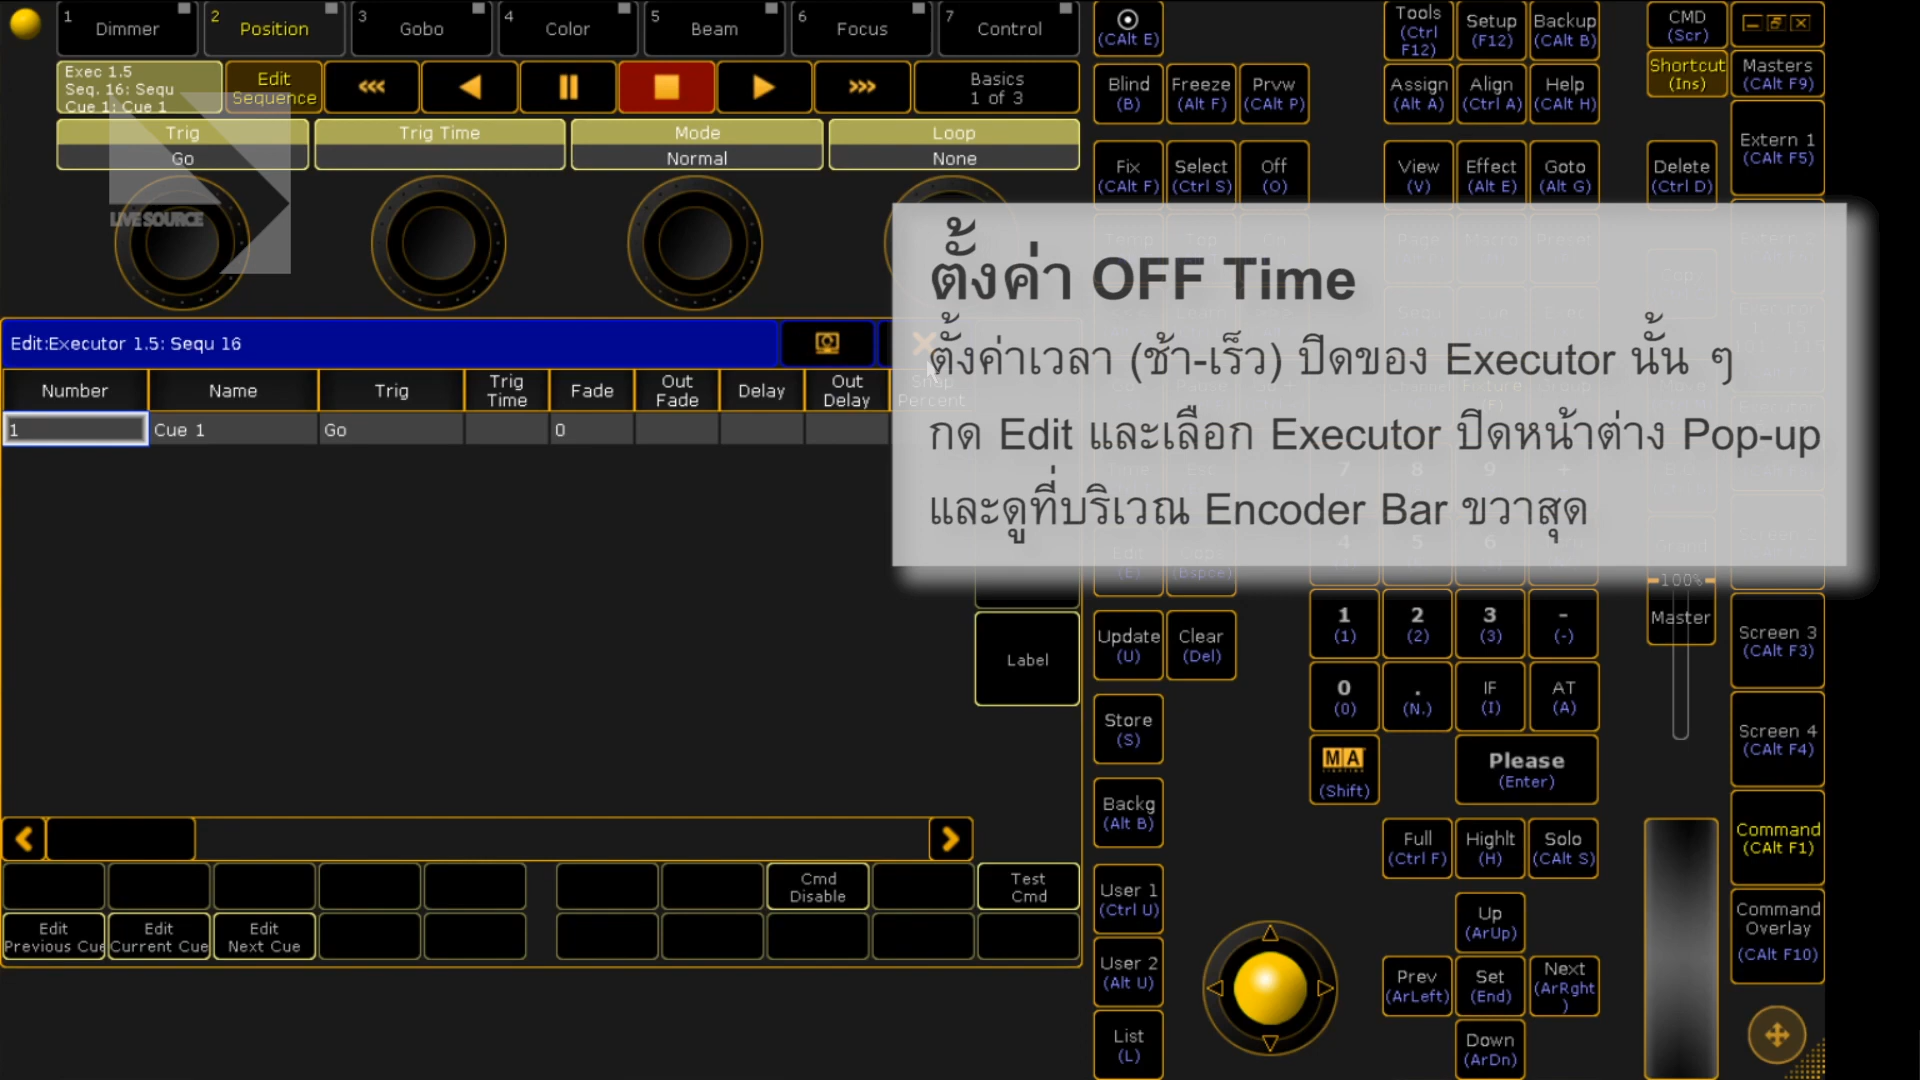 1
Dimmer
2
Position
3
Gobo
4
Color
5
Beam
6
Focus
7
Control
Exec 1.5
Seq. 16: Sequ
Cue 1: Cue 1
Edit
Sequence
Basics
1 of 3
Trig
Go
Trig Time
Mode
Normal
Loop
None
LIVE SOURCE
(CAlt E)
Tools
(Ctrl
F12)
Setup
(F12)
Backup
(CAlt B)
CMD
(Scr)
Blind
(B)
Freeze
(Alt F)
Prvw
(CAlt P)
Assign
(Alt A)
Align
(Ctrl A)
Help
(CAlt H)
Shortcut
(Ins)
Masters
(CAlt F9)
Extern 1
(CAlt F5)
Fix
(CAlt F)
Select
(Ctrl S)
Off
(O)
View
(V)
Effect
(Alt E)
Goto
(Alt G)
Delete
(Ctrl D)
ตั้งค่า OFF Time
ตั้งค่าเวลา (ช้า-เร็ว) ปิดของ Executor นั้น ๆ
กด Edit และเลือก Executor ปิดหน้าต่าง Pop-up
และดูที่บริเวณ Encoder Bar ขวาสุด
Edit:Executor 1.5: Sequ 16
Number
Name
Trig
Trig
Time
Fade
Out
Fade
Delay
Out
Delay
Snap
Percent
1
Cue 1
Go
0
Label
Edit
(E)
Oops
(Bspce)
100%
Master
1
(1)
2
(2)
3
(3)
-
(-)
Update
(U)
Clear
(Del)
0
(0)
.
(N.)
IF
(I)
AT
(A)
Screen 3
(CAlt F3)
Store
(S)
MA
(Shift)
Please
(Enter)
Screen 4
(CAlt F4)
Backg
(Alt B)
Full
(Ctrl F)
Highlt
(H)
Solo
(CAlt S)
Command
(CAlt F1)
Cmd
Disable
Test
Cmd
User 1
(Ctrl U)
Up
(ArUp)
Command
Overlay
(CAlt F10)
Edit
Previous Cue
Edit
Current Cue
Edit
Next Cue
User 2
(Alt U)
Prev
(ArLeft)
Set
(End)
Next
(ArRght
)
List
(L)
Down
(ArDn)